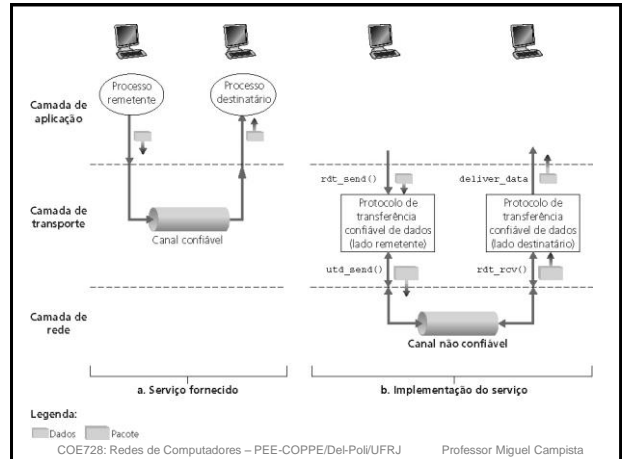 Camada de
aplicação
Processo
remetente
Processo
destinatário
Camada de
transporte
Canal confiável
rdt_send()
deliver_data
Protocolo de
transferência
confiável de dados
(lado remetente)
Protocolo de
transferência
confiável de dados
(lado destinatário)
utd_send()
rdt_rcv()
Camada de
rede
Canal não confiável
a. Serviço fornecido
b. Implementação do serviço
Legenda:
Dados
Pacote
COE728: Redes de Computadores – PEE-COPPE/Del-Poli/UFRJ
Professor Miguel Campista